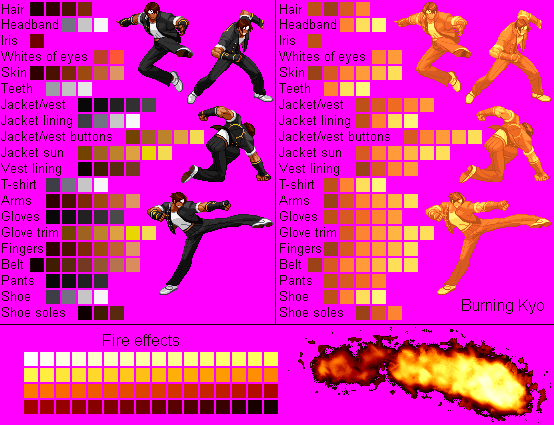 Hair
Headband
Iris
Whites of eyes
Skin
Teeth
Jacket/vest
Jacket lining
Jacket/vest buttons
Jacket sun
Vest lining
T-shirt
Arms
Gloves
Glove trim
Fingers
Belt
Pants
Shoe
Shoe soles
Hair
Headband
Iris
Whites of eyes
Skin
Teeth
Jacket/vest
Jacket lining
Jacket/vest buttons
Jacket sun
Vest lining
T-shirt
Arms
Gloves
Glove trim
Fingers
Belt
Pants
Shoe
Shoe soles
Burning Kyo
Fire effects